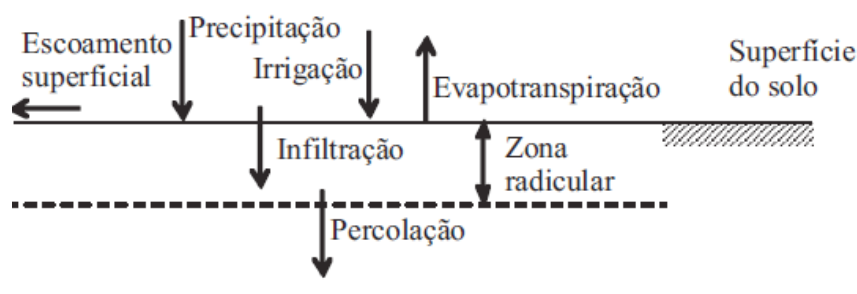 Escoamento
superficial
Precipitação
Irrigação
Evapotranspiração
Superfície
do solo
Infiltração
Zona
radicular
Percolação